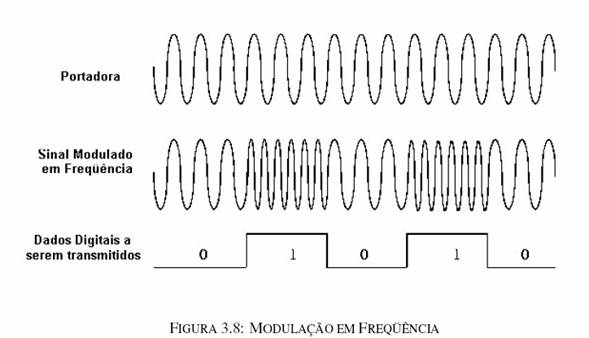 Portadora
Sinal Modulado
em Freqüência
Dados Digitais a
serem transmitidos
0 1 0 1 0
FIGURA 3.8: MODULAÇÃO EM FREQÜÊNCIA